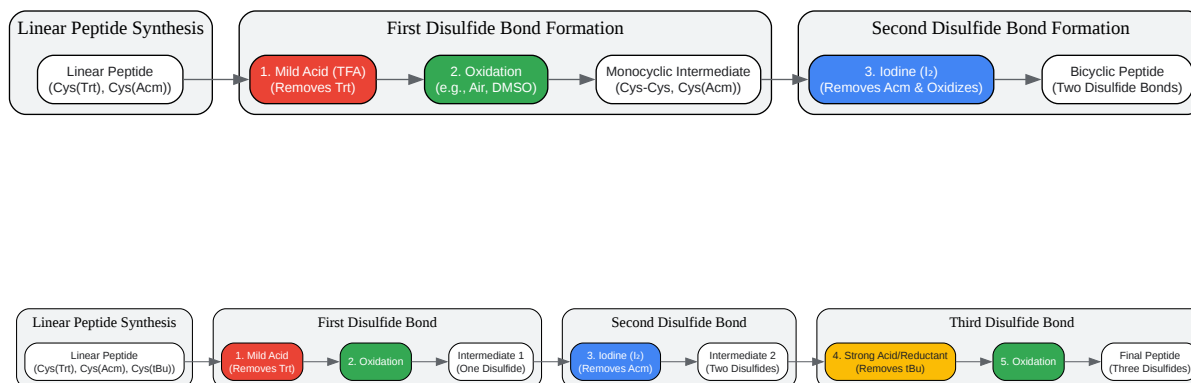 Linear Peptide Synthesis
First Disulfide Bond Formation
Second Disulfide Bond Formation
Linear Peptide
(Cys(Trt), Cys(Acm))
1. Mild Acid (TFA)
(Removes Trt)
2. Oxidation
(e.g., Air, DMSO)
Monocyclic Intermediate
(Cys-Cys, Cys(Acm))
3. Iodine (I₂)
(Removes Acm & Oxidizes)
Bicyclic Peptide
(Two Disulfide Bonds)
Linear Peptide Synthesis
First Disulfide Bond
Second Disulfide Bond
Third Disulfide Bond
Linear Peptide
(Cys(Trt), Cys(Acm), Cys(tBu))
1. Mild Acid
(Removes Trt)
2. Oxidation
Intermediate 1
(One Disulfide)
3. Iodine (I₂)
(Removes Acm)
Intermediate 2
(Two Disulfides)
4. Strong Acid/Reductant
(Removes tBu)
5. Oxidation
Final Peptide
(Three Disulfides)